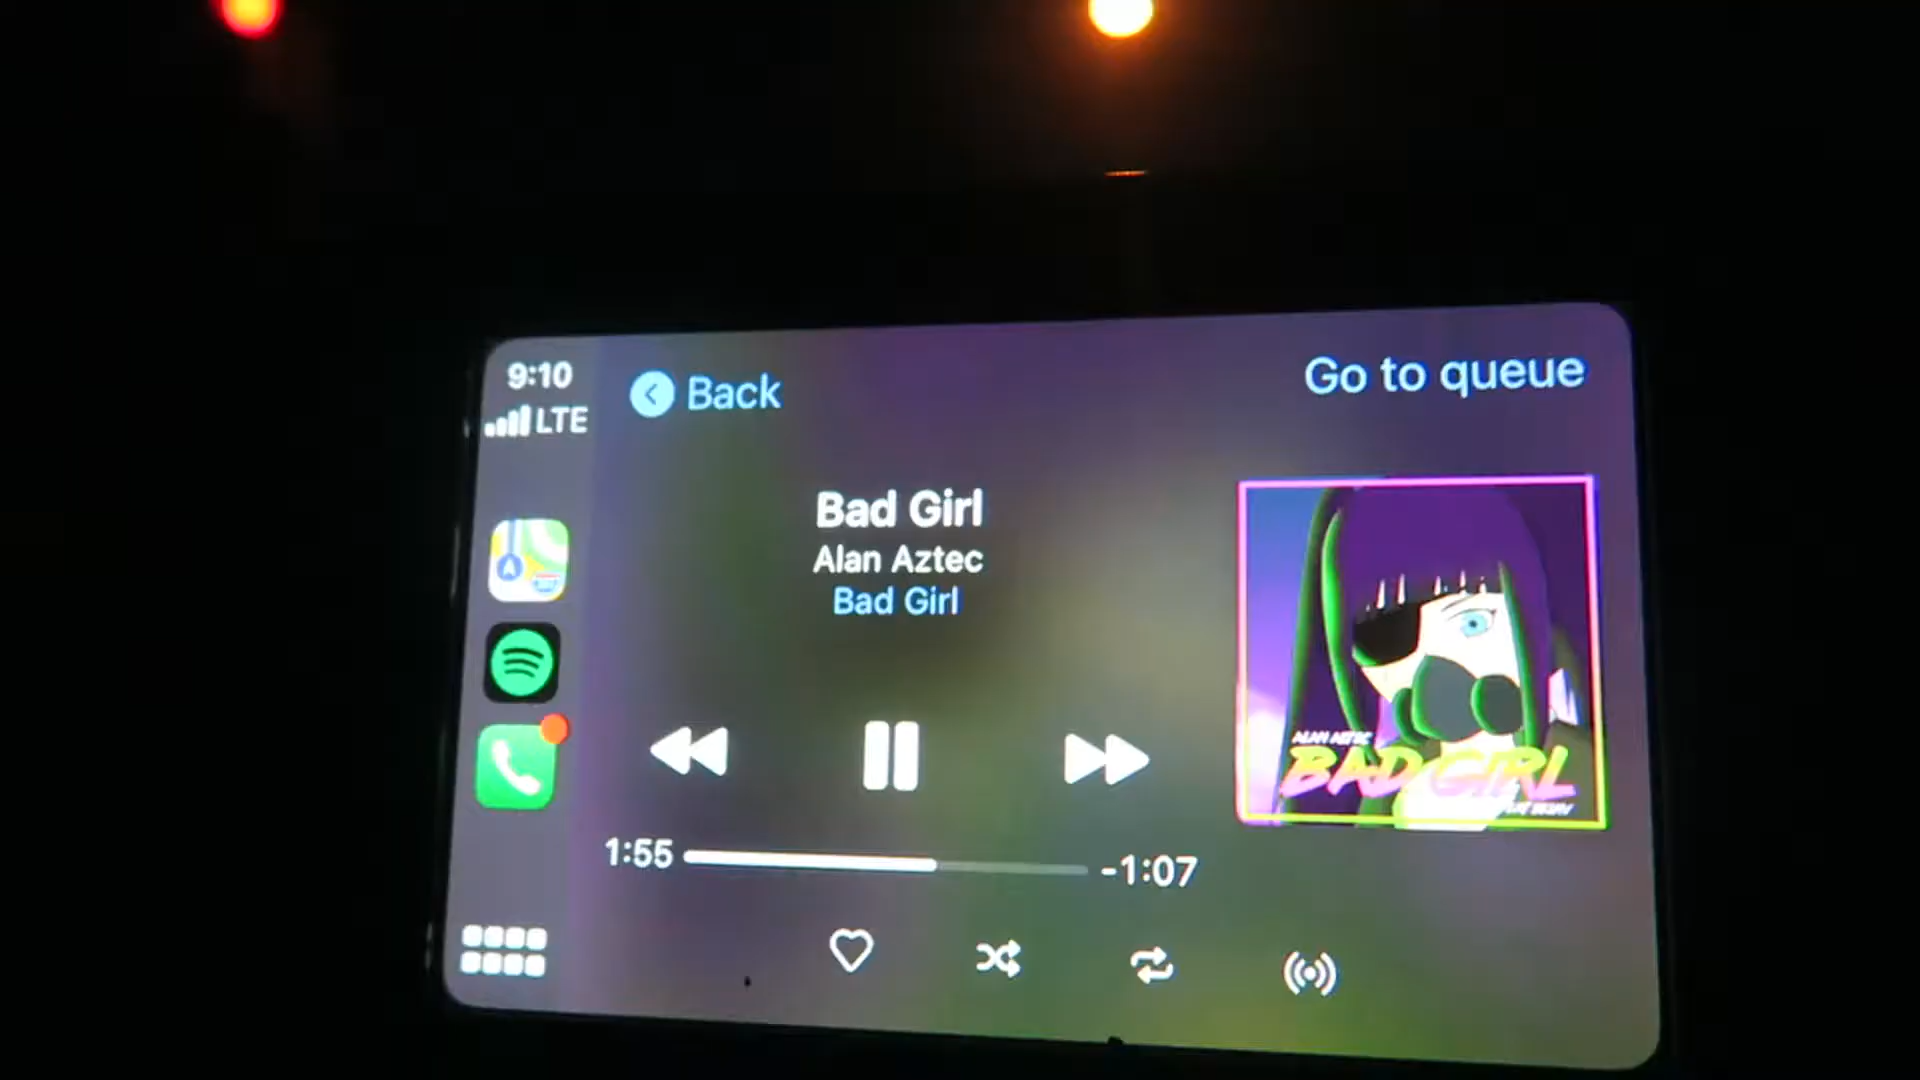 9:10
LTE
Back
Go to queue
Bad Girl
Alan Aztec
Bad Girl
ALAN AZTEC
BAD GIRL
1:55
-1:07